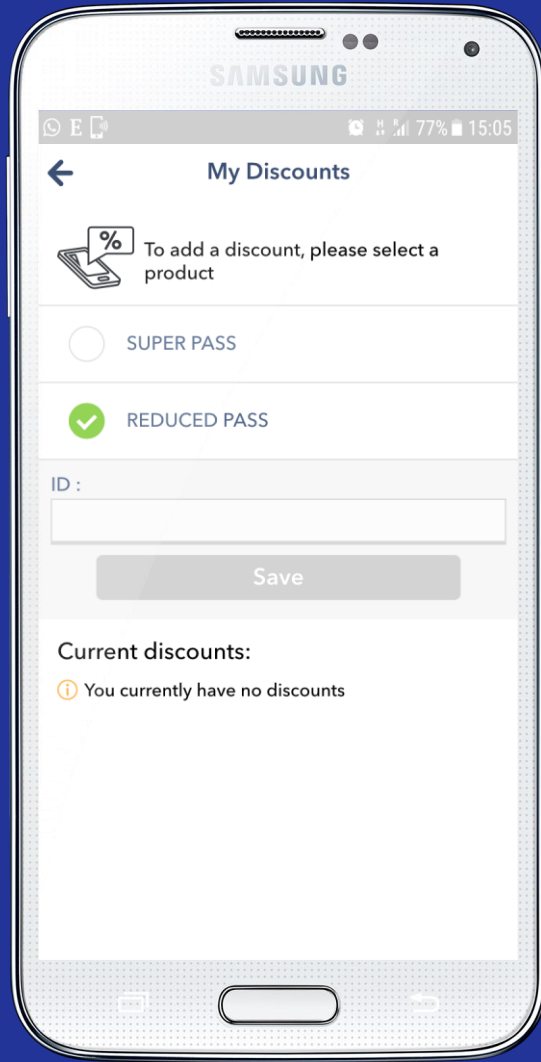 SAMSUNG
E 77% 15:05
My Discounts
%
To add a discount, please select a
product
SUPER PASS
REDUCED PASS
ID :
Save
Current discounts:
You currently have no discounts